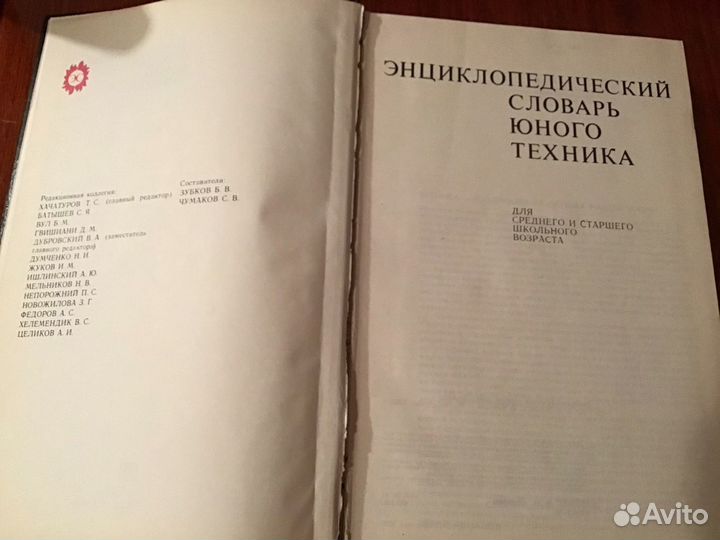 Редакционная коллегия:
ХАЧАТУРОВ Т. С. (главный редактор)
БАТЫШЕВ С. Я.
ВУЛ Б. М.
ГВИШИАНИ Д. М.
ДУБРОВСКИЙ В. А. (заместитель
главного редактора)
ДУМЧЕНКО Н. И.
ЖУКОВ И. М.
ИШЛИНСКИЙ А. Ю.
МЕЛЬНИКОВ Н. В.
НЕПОРОЖНИЙ П. С.
НОВОЖИЛОВА З. Г.
ФЕДОРОВ А. С.
ХЕЛЕМЕНДИК В. С.
ЦЕЛИКОВ А. И.
Составители:
ЗУБКОВ Б. В.
ЧУМАКОВ С. В.
ЭНЦИКЛОПЕДИЧЕСКИЙ
СЛОВАРЬ
ЮНОГО
ТЕХНИКА
ДЛЯ
СРЕДНЕГО И СТАРШЕГО
ШКОЛЬНОГО
ВОЗРАСТА
Avito